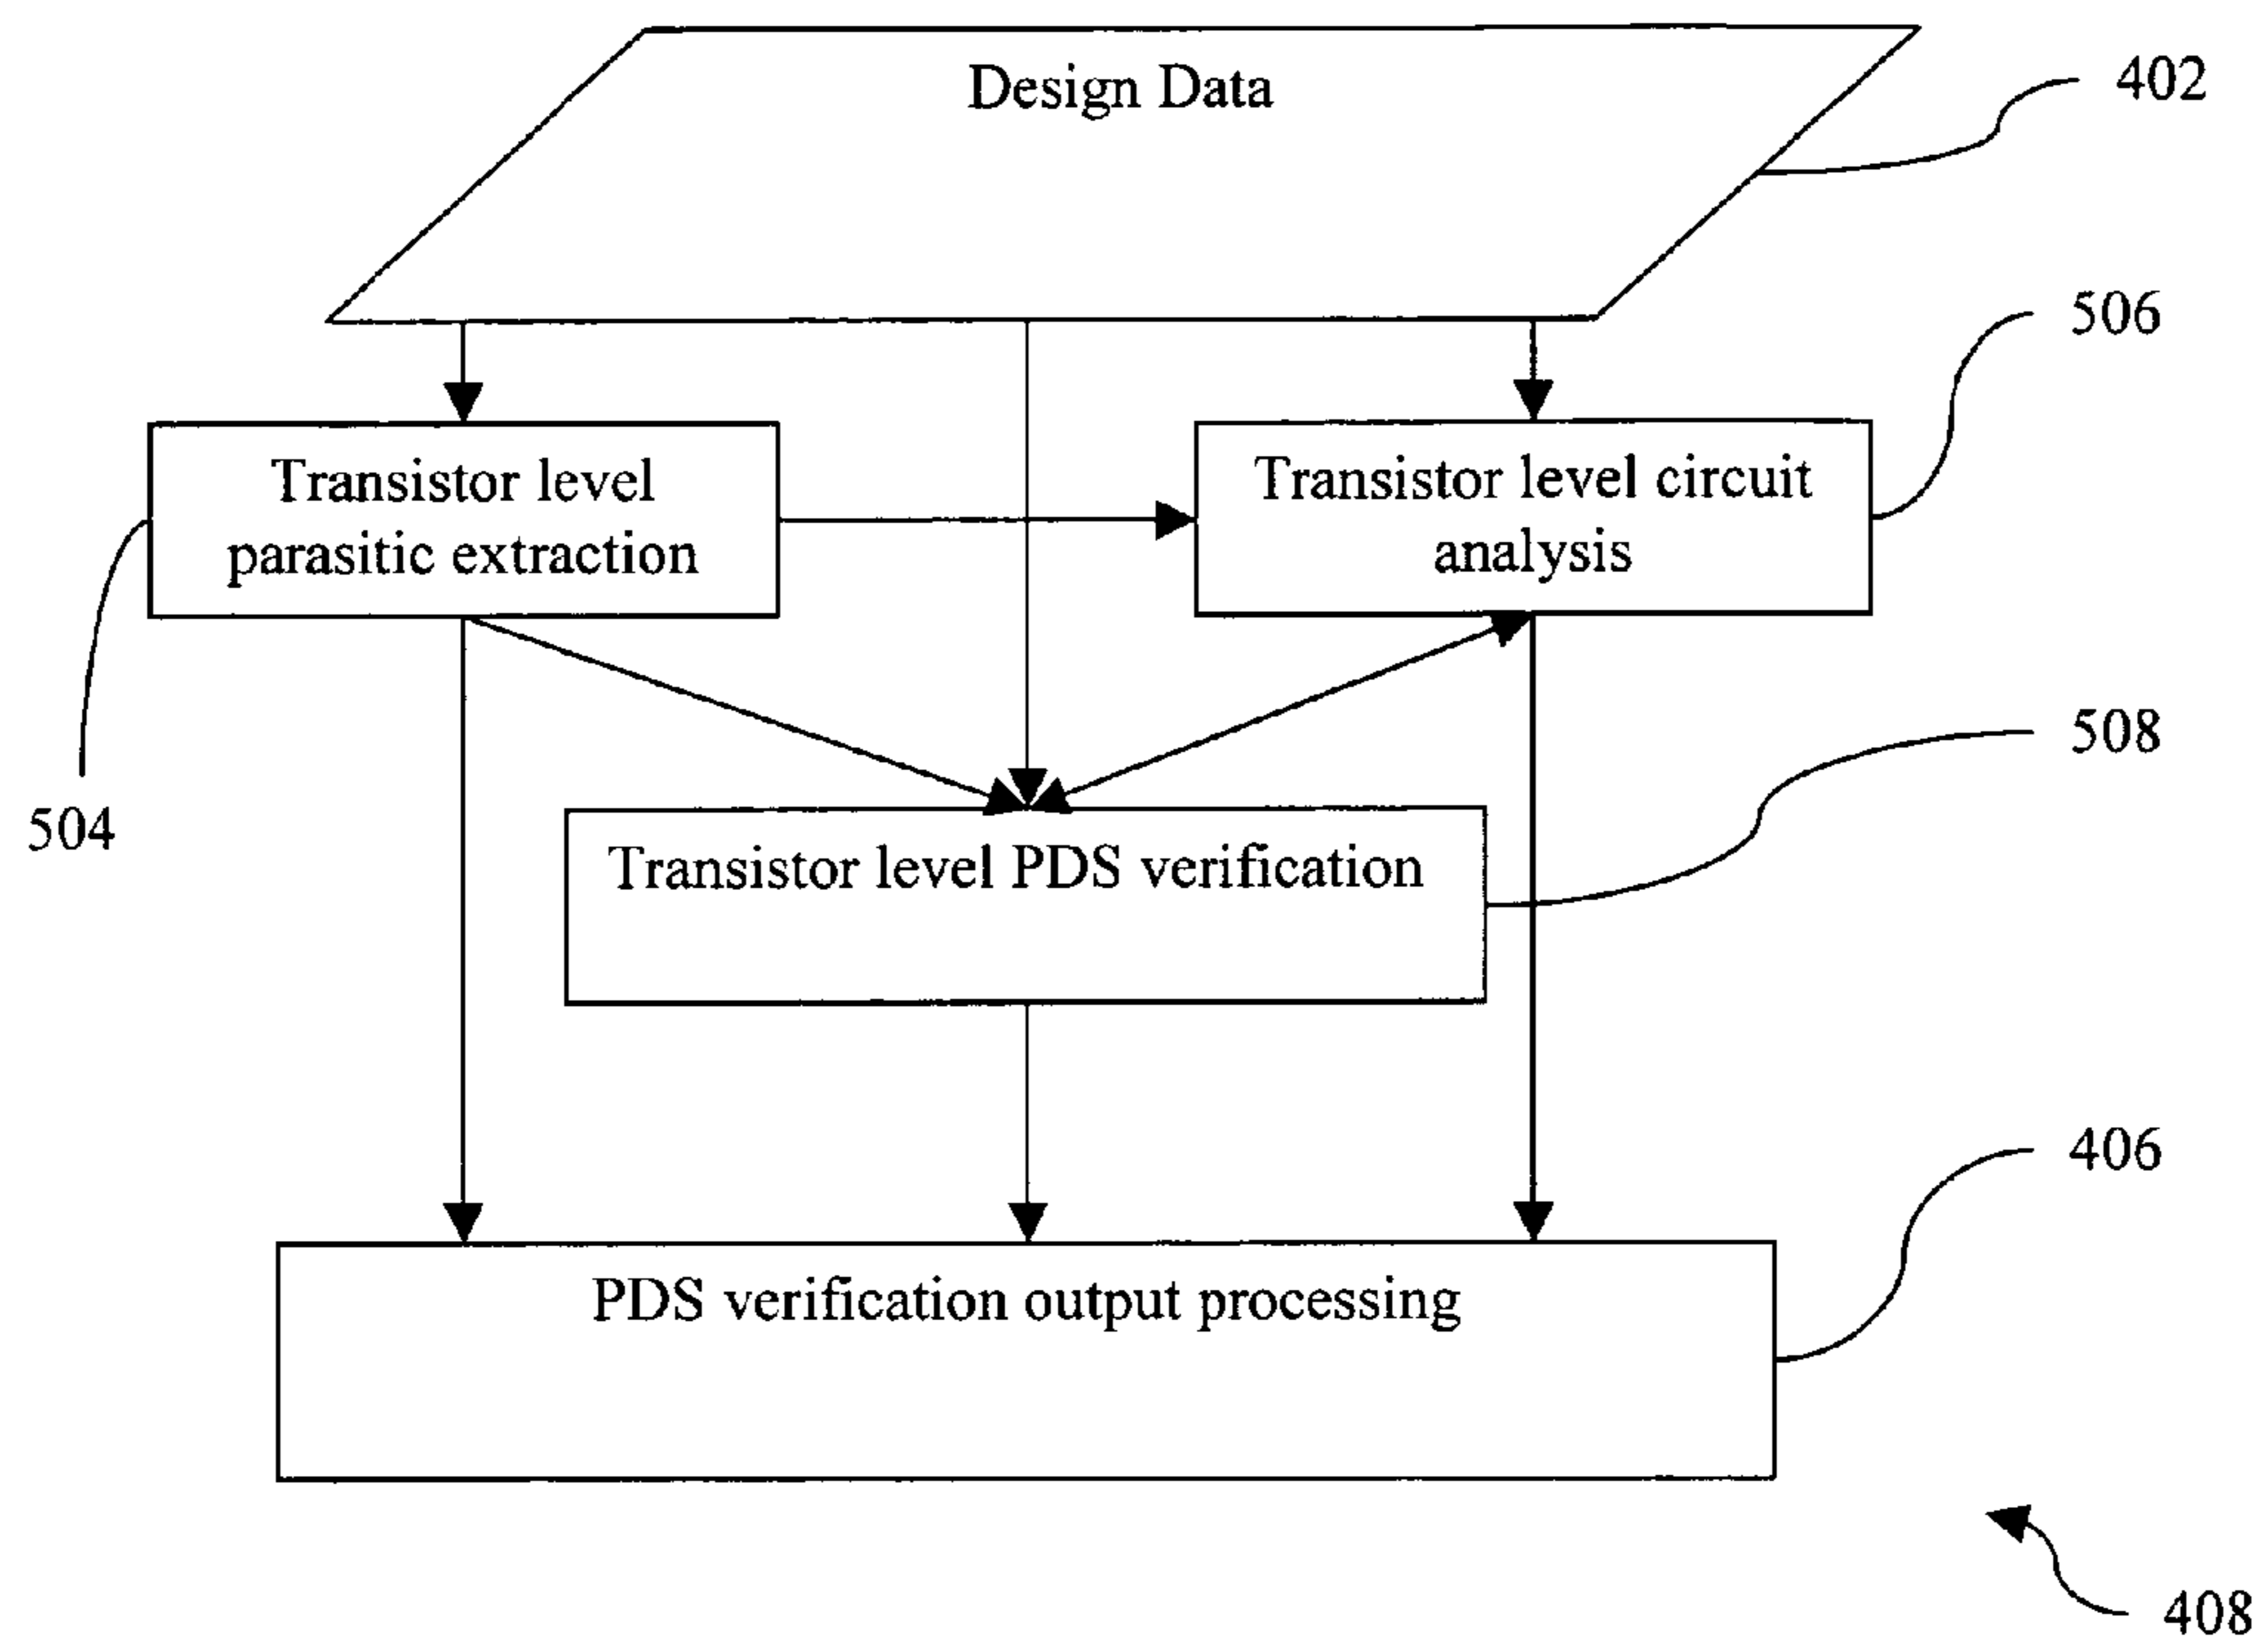 Design Data
402
506
Transistor level
parasitic extraction
Transistor level circuit
analysis
508
504
Transistor level PDS verification
406
PDS verification output processing
408